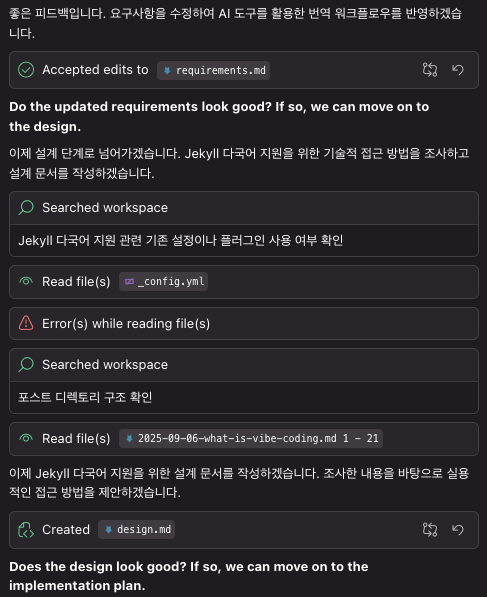 좋은 피드백입니다. 요구사항을 수정하여 AI 도구를 활용한 번역 워크플로우를 반영하겠습
니다.
Accepted edits to requirements.md
Do the updated requirements look good? If so, we can move on to
the design.
이제 설계 단계로 넘어가겠습니다. Jekyll 다국어 지원을 위한 기술적 접근 방법을 조사하고
설계 문서를 작성하겠습니다.
Searched workspace
Jekyll 다국어 지원 관련 기존 설정이나 플러그인 사용 여부 확인
Read file(s) _config.yml
Error(s) while reading file(s)
Searched workspace
포스트 디렉토리 구조 확인
Read file(s) 2025-09-06-what-is-vibe-coding.md 1 - 21
이제 Jekyll 다국어 지원을 위한 설계 문서를 작성하겠습니다. 조사한 내용을 바탕으로 실용
적인 접근 방법을 제안하겠습니다.
Created design.md
Does the design look good? If so, we can move on to the
implementation plan.